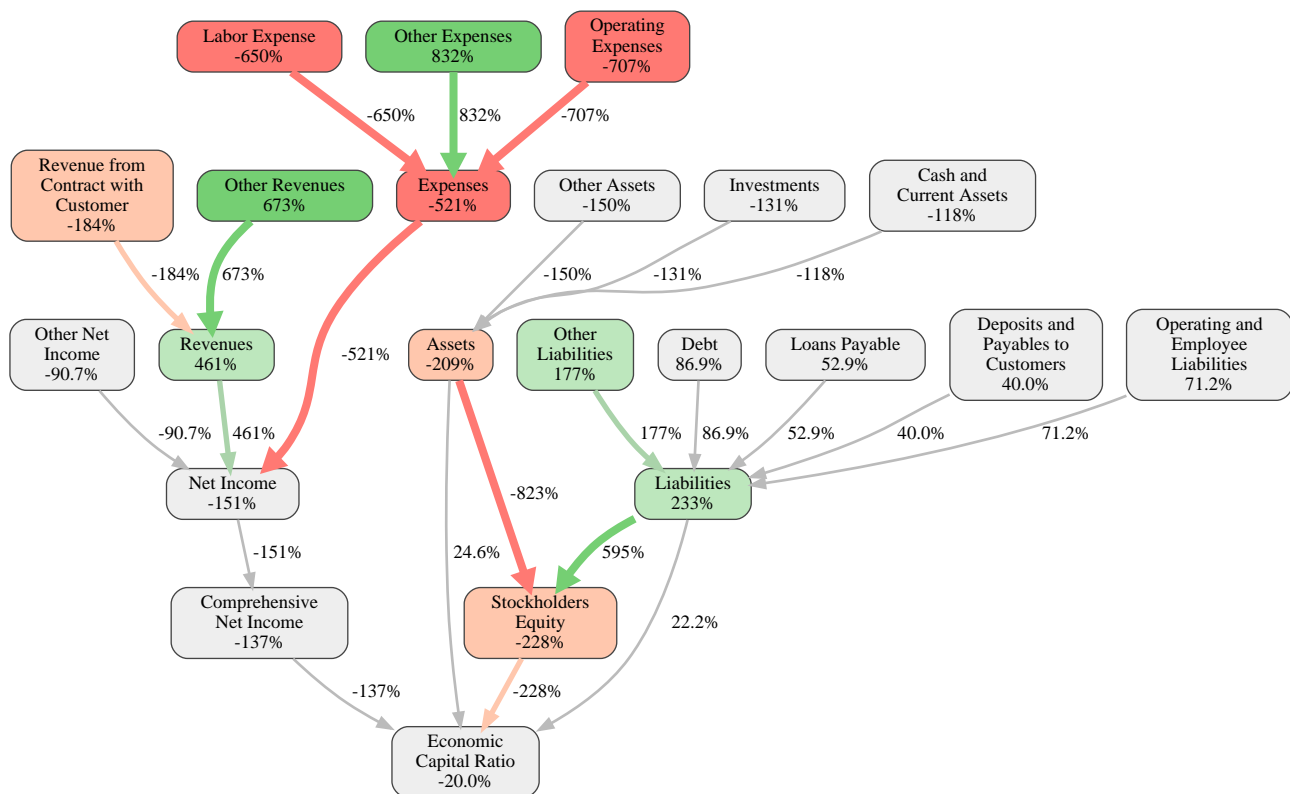 Labor Expense
-650%
Other Expenses
832%
Operating
Expenses
-707%
-650%
832%
-707%
Revenue from
Contract with
Customer
-184%
Other Revenues
673%
Expenses
-521%
Other Assets
-150%
Investments
-131%
Cash and
Current Assets
-118%
-184%
673%
-150%
-131%
-118%
Other Net
Income
-90.7%
Revenues
461%
-521%
Assets
-209%
Other
Liabilities
177%
Debt
86.9%
Loans Payable
52.9%
Deposits and
Payables to
Customers
40.0%
Operating and
Employee
Liabilities
71.2%
-90.7%
461%
177%
86.9%
52.9%
40.0%
71.2%
Net Income
-151%
-823%
Liabilities
233%
-151%
24.6%
595%
Comprehensive
Net Income
-137%
Stockholders
Equity
-228%
22.2%
-137%
-228%
Economic
Capital Ratio
-20.0%